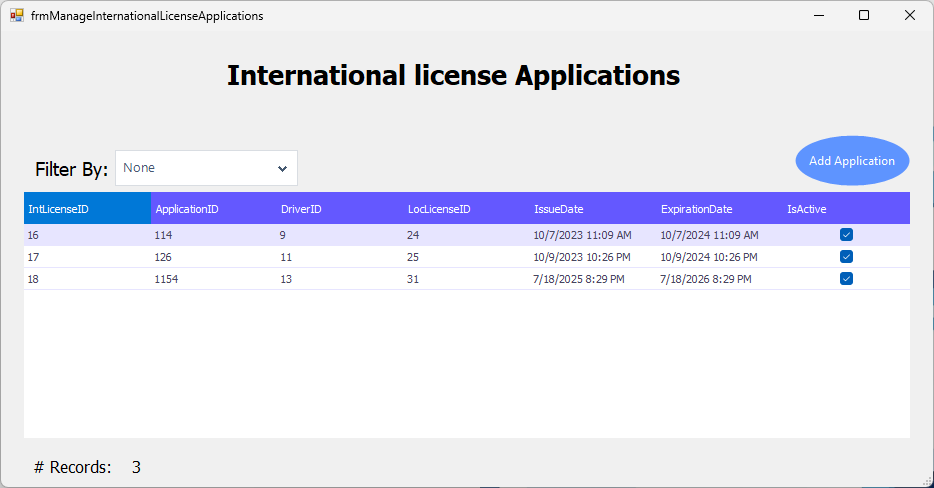 frmManageInternationalLicenseApplications
International license Applications
Filter By: None
Add Application
IntLicenseID ApplicationID DriverID LocLicenseID IssueDate ExpirationDate IsActive
16 114 9 24 10/7/2023 11:09 AM 10/7/2024 11:09 AM
17 126 11 25 10/9/2023 10:26 PM 10/9/2024 10:26 PM
18 1154 13 31 7/18/2025 8:29 PM 7/18/2026 8:29 PM
# Records: 3